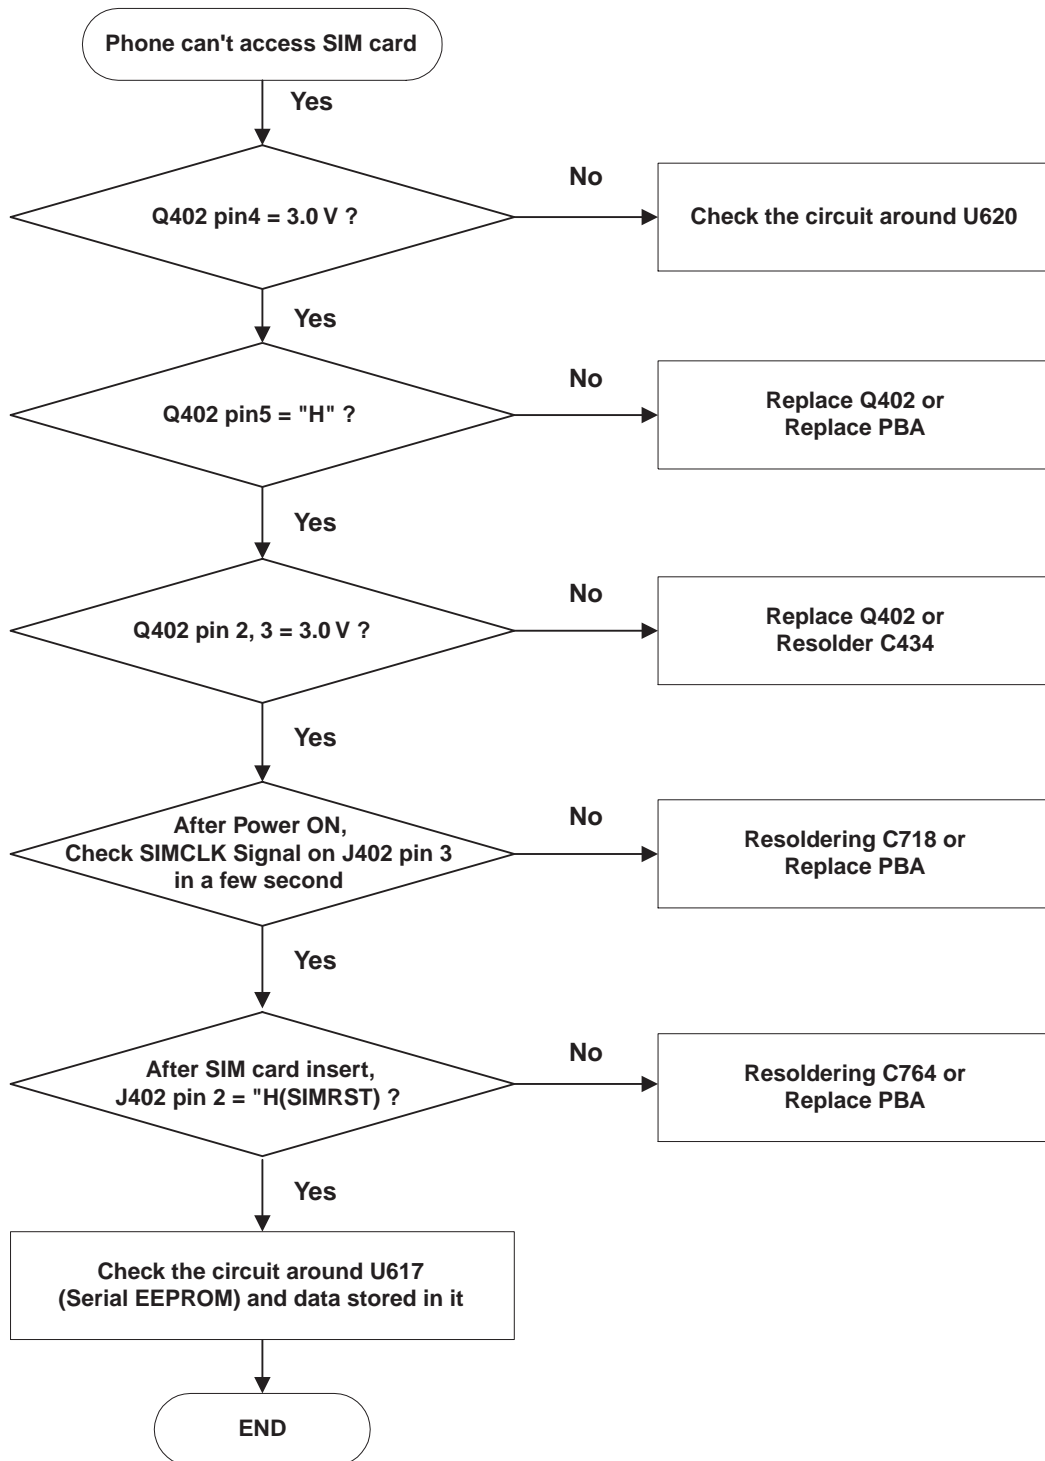 Phone can't access SIM card
Yes
Q402 pin4 = 3.0 V ?
No
Check the circuit around U620
Yes
Q402 pin5 = "H" ?
No
Replace Q402 or
Replace PBA
Yes
Q402 pin 2, 3 = 3.0 V ?
No
Replace Q402 or
Resolder C434
Yes
After Power ON,
Check SIMCLK Signal on J402 pin 3
in a few second
No
Resoldering C718 or
Replace PBA
Yes
After SIM card insert,
J402 pin 2 = "H(SIMRST) ?
No
Resoldering C764 or
Replace PBA
Yes
Check the circuit around U617
(Serial EEPROM) and data stored in it
END